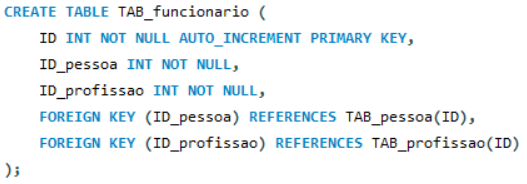 CREATE TABLE TAB_funcionario (
    ID INT NOT NULL AUTO_INCREMENT PRIMARY KEY,
    ID_pessoa INT NOT NULL,
    ID_profissao INT NOT NULL,
    FOREIGN KEY (ID_pessoa) REFERENCES TAB_pessoa(ID),
    FOREIGN KEY (ID_profissao) REFERENCES TAB_profissao(ID)
);